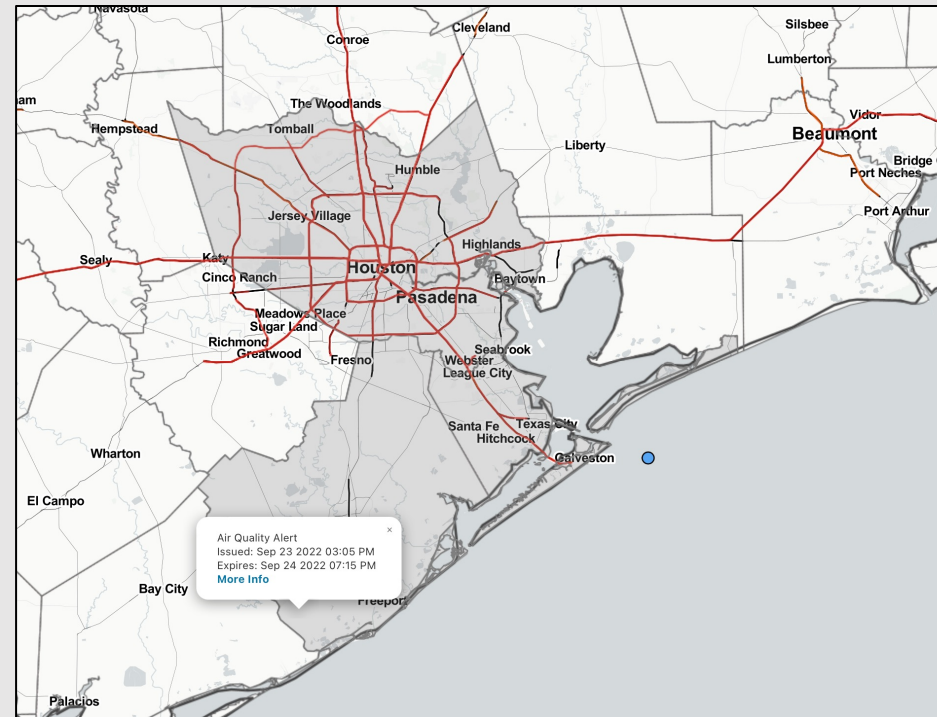 Navasota
Cleveland
Silsbee
Conroe
Lumberton
ham
The Woodlands
Hempstead
Tomball
Vidor
Beaumont
Liberty
Bridge
Humble
Port Neches
Jersey Village
Port Arthur
Highlands
Sealy
Katy
Houston
Cinco Ranch
Baytown
Pasadena
Meadows Place
Sugar Land
Richmond
Greatwood
Seabrook
Fresno
Webster
League City
Santa Fe
Texas City
Hitchcock
Wharton
Galveston
El Campo
×
Air Quality Alert
Issued: Sep 23 2022 03:05 PM
Expires: Sep 24 2022 07:15 PM
More Info
Bay City
Freeport
Palacios